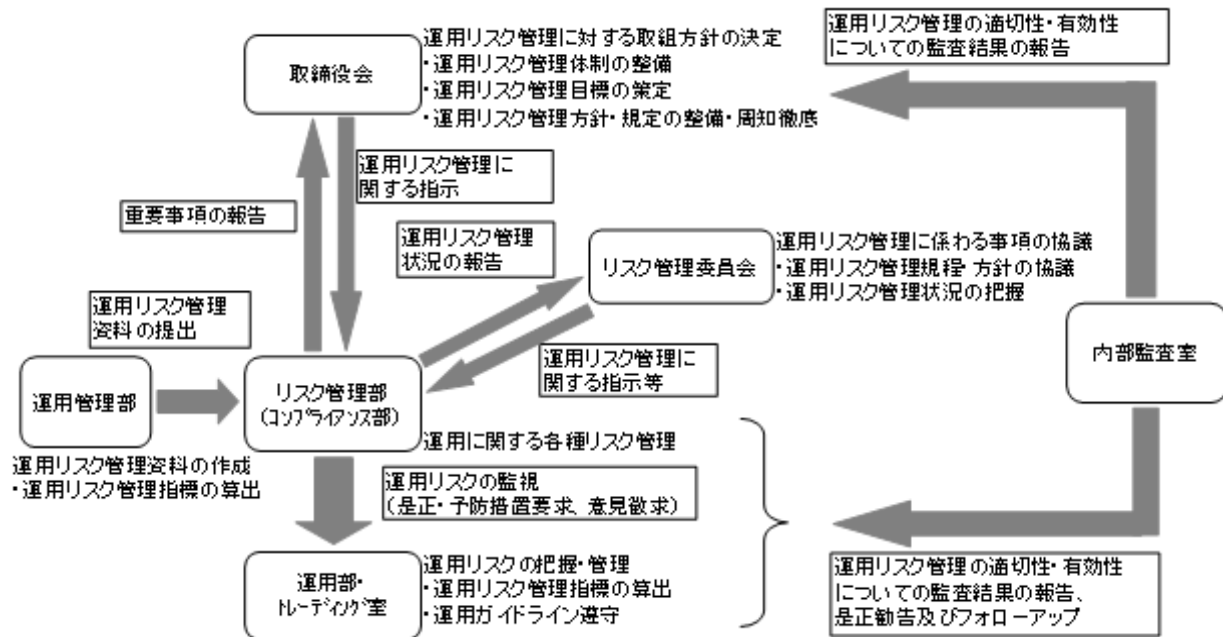 取締役会
運用リスク管理に対する取組方針の決定
・運用リスク管理体制の整備
・運用リスク管理目標の策定
・運用リスク管理方針・規定の整備・周知徹底
運用リスク管理の適切性・有効性
についての監査結果の報告
運用リスク管理に
関する指示
重要事項の報告
運用リスク管理
状況の報告
リスク管理委員会
運用リスク管理に係わる事項の協議
・運用リスク管理規程・方針の協議
・運用リスク管理状況の把握
運用リスク管理
資料の提出
内部監査室
運用リスク管理に
関する指示等
運用管理部
リスク管理部
(コンプライアンス部)
運用に関する各種リスク管理
運用リスク管理資料の作成
・運用リスク管理指標の算出
運用リスクの監視
(是正・予防措置要求、意見徴求)
運用部・
トレーディング室
運用リスクの把握・管理
・運用リスク管理指標の算出
・運用ガイドライン遵守
運用リスク管理の適切性・有効性
についての監査結果の報告、
是正勧告及びフォローアップ